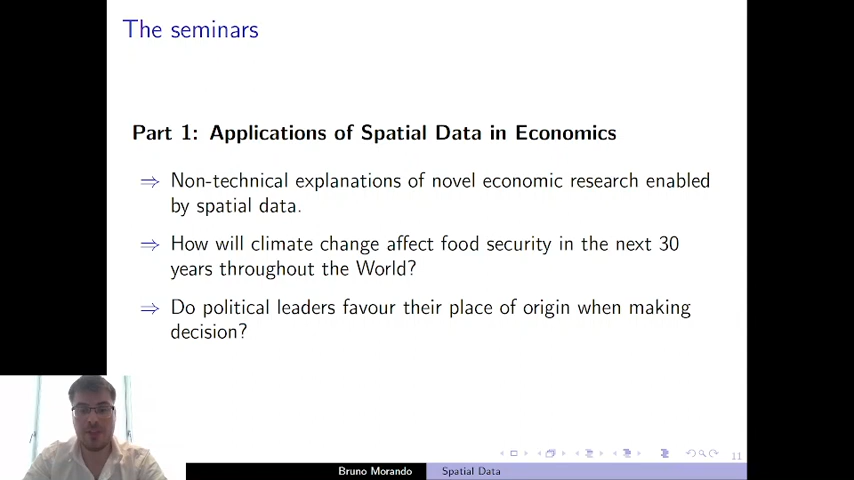 The seminars
Part 1: Applications of Spatial Data in Economics
⇒ Non-technical explanations of novel economic research enabled
by spatial data.
⇒ How will climate change affect food security in the next 30
years throughout the World?
⇒ Do political leaders favour their place of origin when making
decision?
11
Bruno Morando
Spatial Data